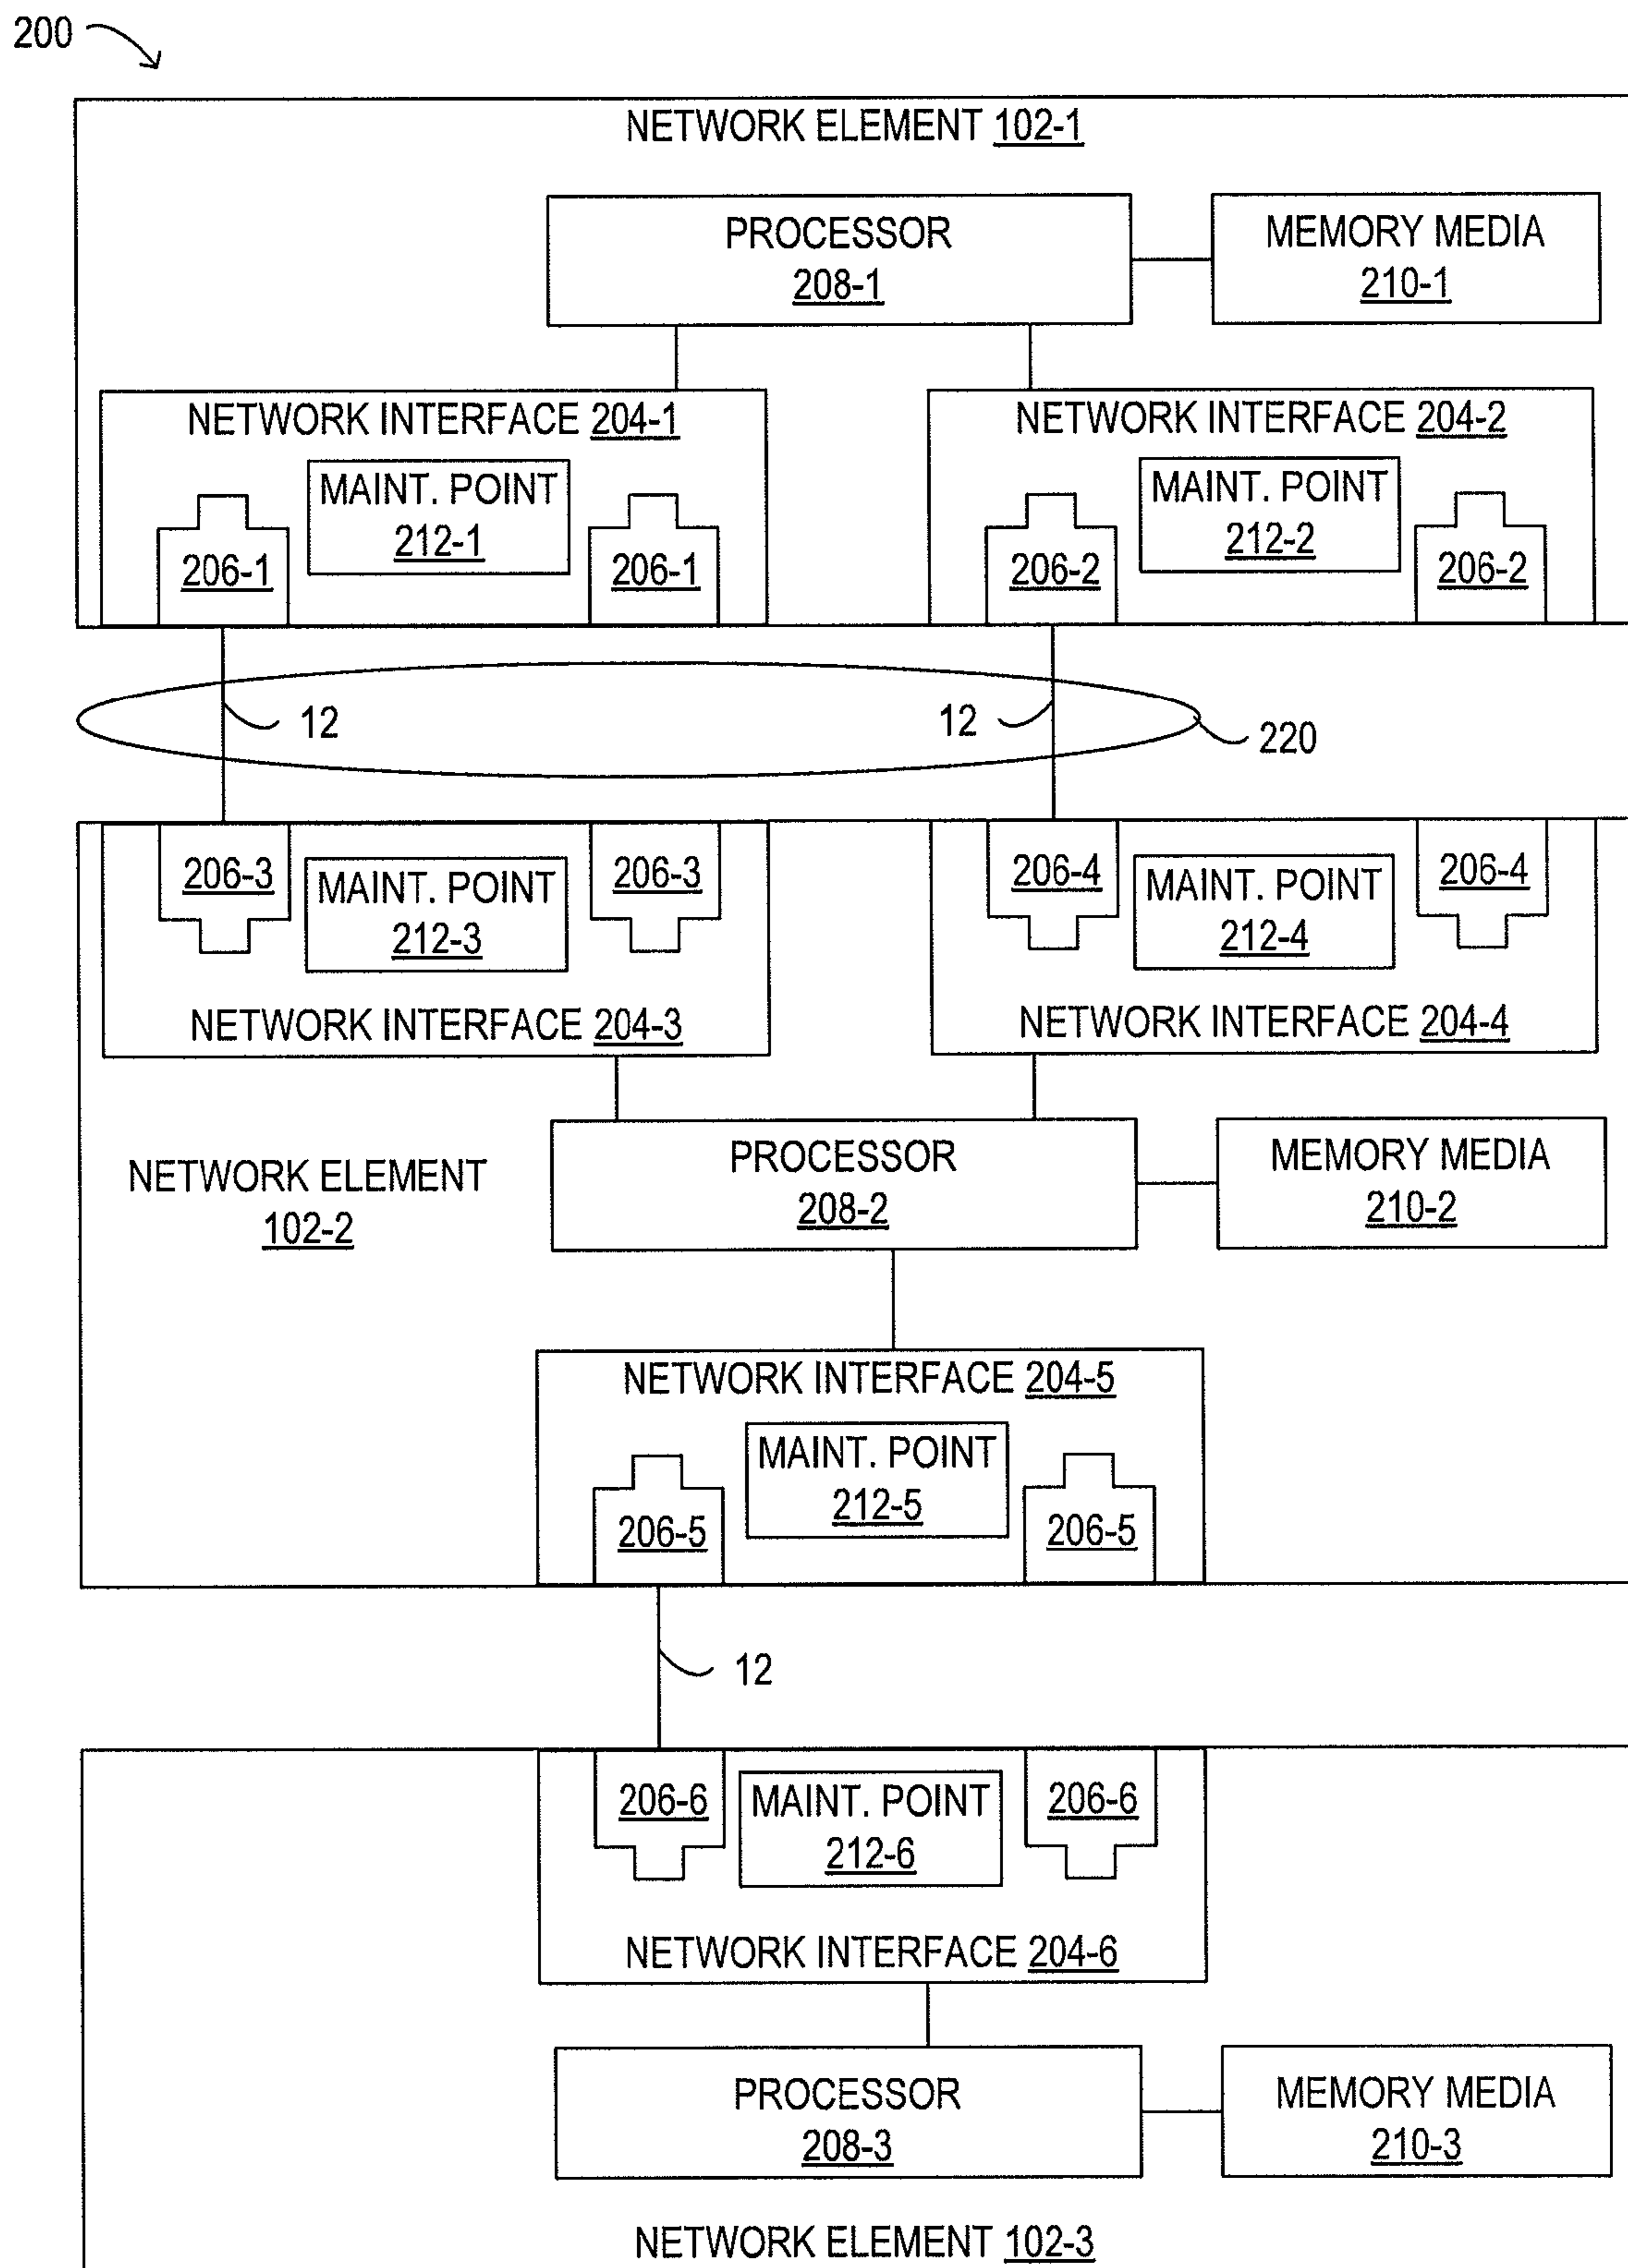 200
NETWORK ELEMENT 102-1
PROCESSOR
208-1
MEMORY MEDIA
210-1
NETWORK INTERFACE 204-1
MAINT. POINT
212-1
206-1
206-1
NETWORK INTERFACE 204-2
MAINT. POINT
212-2
206-2
206-2
12
12
220
206-3
MAINT. POINT
212-3
206-3
NETWORK INTERFACE 204-3
206-4
MAINT. POINT
212-4
206-4
NETWORK INTERFACE 204-4
NETWORK ELEMENT
102-2
PROCESSOR
208-2
MEMORY MEDIA
210-2
NETWORK INTERFACE 204-5
MAINT. POINT
212-5
206-5
206-5
12
206-6
MAINT. POINT
212-6
206-6
NETWORK INTERFACE 204-6
PROCESSOR
208-3
MEMORY MEDIA
210-3
NETWORK ELEMENT 102-3